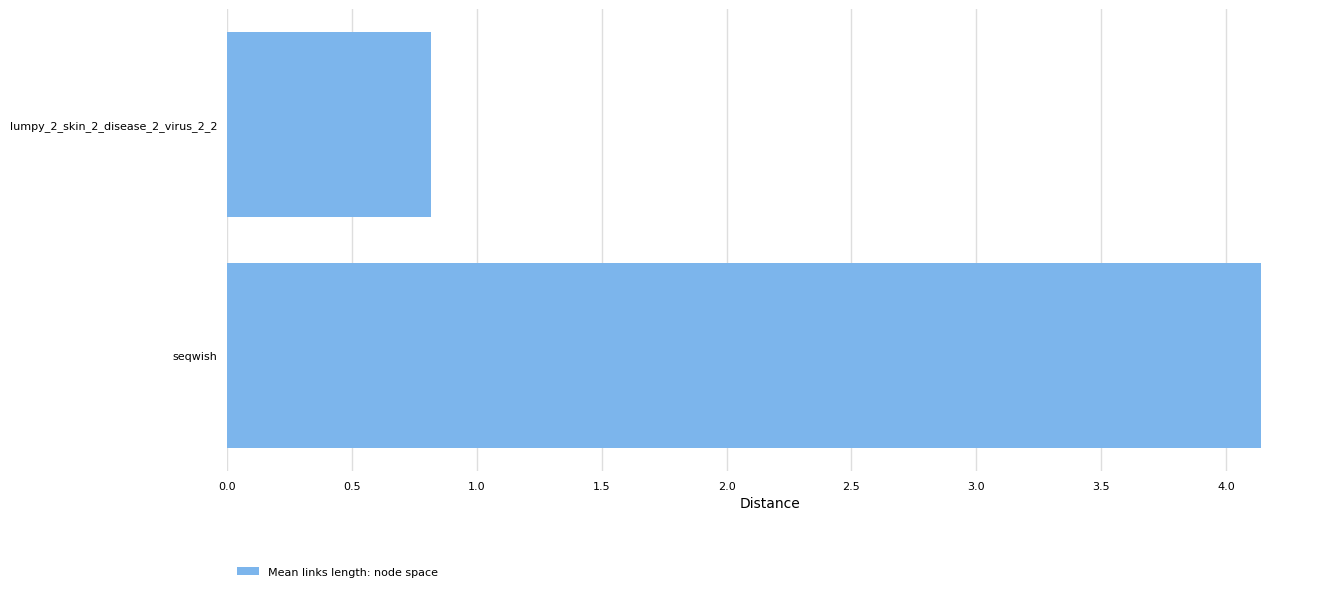 lumpy_2_skin_2_disease_2_virus_2_2
seqwish
0.0 0.5 1.0 1.5 2.0 2.5 3.0 3.5 4.0
Distance
Mean links length: node space